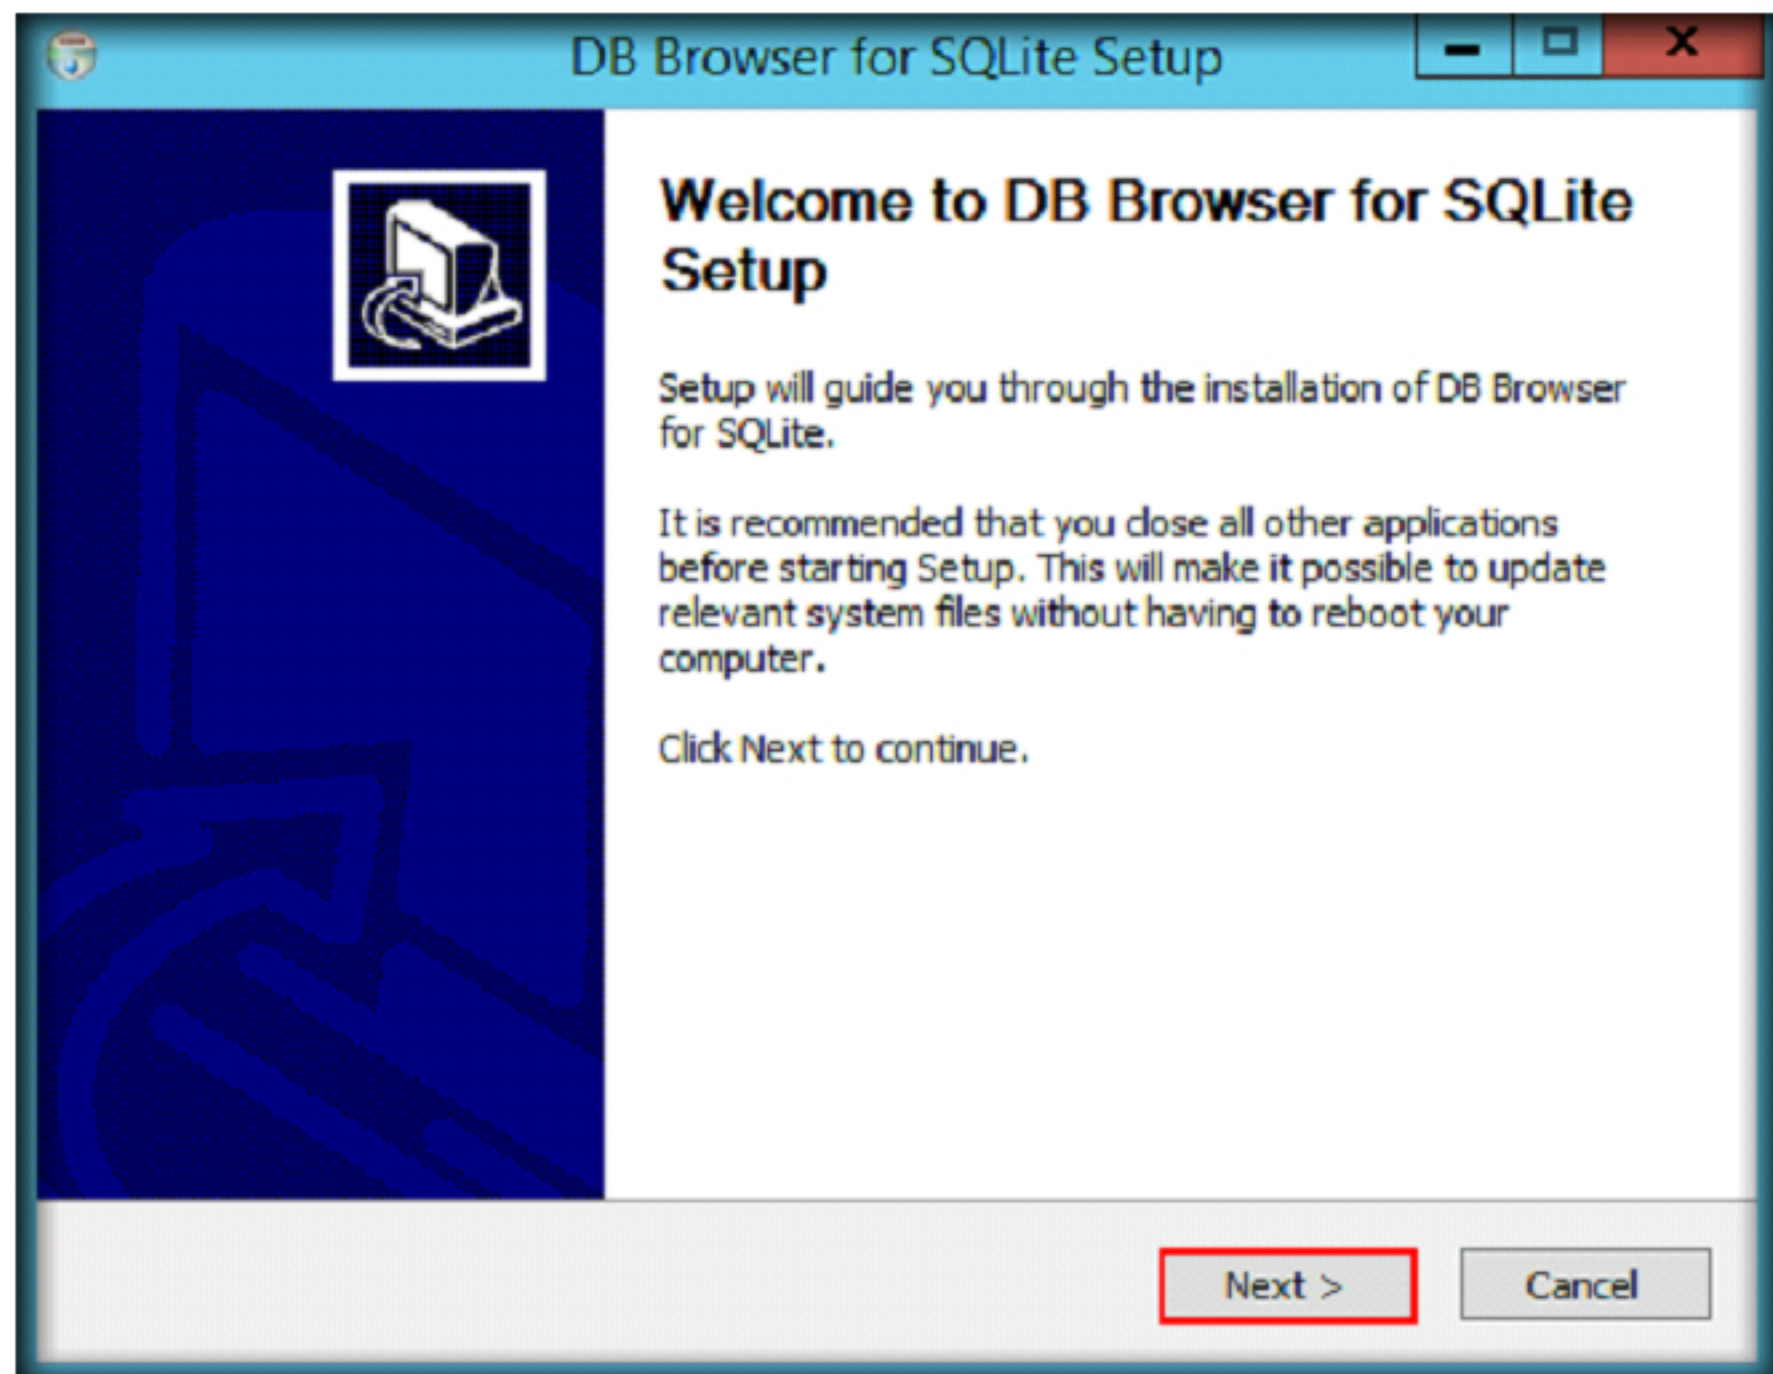 DB Browser for SQLite Setup
Welcome to DB Browser for SQLite
Setup
Setup will guide you through the installation of DB Browser
for SQLite.
It is recommended that you close all other applications
before starting Setup. This will make it possible to update
relevant system files without having to reboot your
computer.
Click Next to continue.
Next >
Cancel